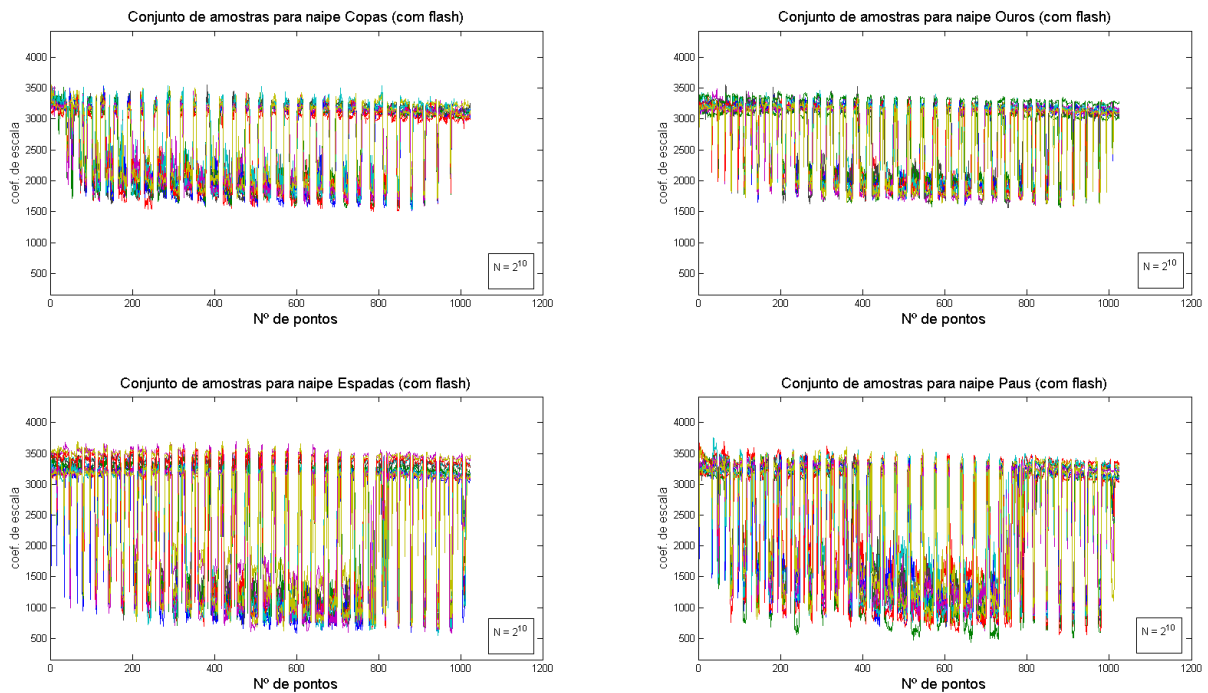 Conjunto de amostras para naipe Copas (com flash)
4000
3500
3000
2500
2000
1500
1000
500
coef. de escala
0 200 400 600 800 1000 1200
Nº de pontos
N = 2^10
Conjunto de amostras para naipe Ouros (com flash)
4000
3500
3000
2500
2000
1500
1000
500
coef. de escala
0 200 400 600 800 1000 1200
Nº de pontos
N = 2^10
Conjunto de amostras para naipe Espadas (com flash)
4000
3500
3000
2500
2000
1500
1000
500
coef. de escala
0 200 400 600 800 1000 1200
Nº de pontos
N = 2^10
Conjunto de amostras para naipe Paus (com flash)
4000
3500
3000
2500
2000
1500
1000
500
coef. de escala
0 200 400 600 800 1000 1200
Nº de pontos
N = 2^10